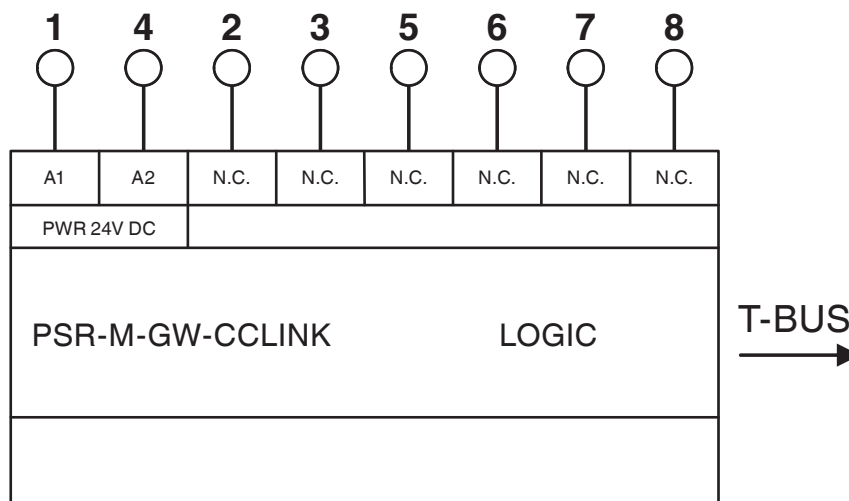 1 4 2 3 5 6 7 8
A1 A2 N.C. N.C. N.C. N.C. N.C. N.C.
PWR 24V DC
PSR-M-GW-CCLINK LOGIC
T-BUS